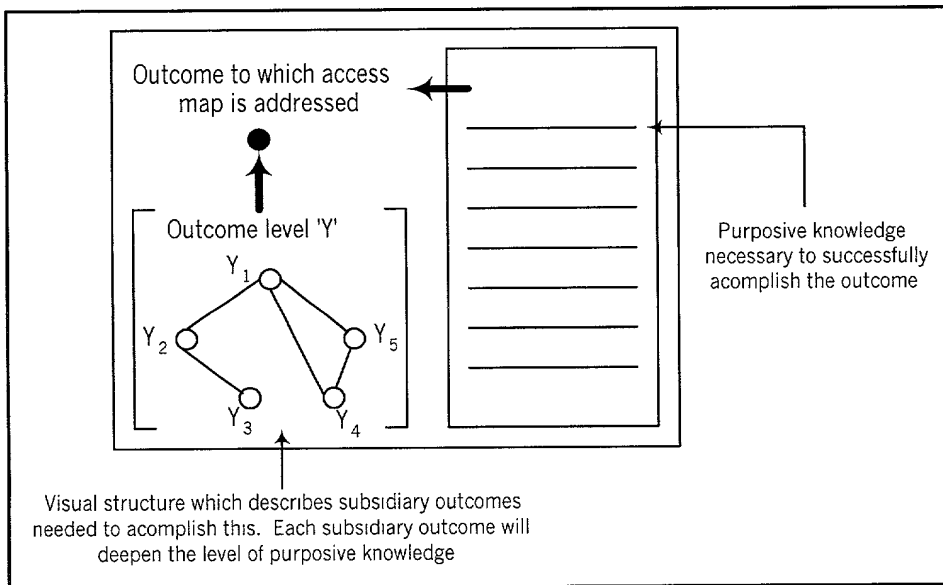 Outcome to which access
map is addressed
Outcome level 'Y'
Y1
Y2
Y5
Y3
Y4
Purposive knowledge
necessary to successfully
acomplish the outcome
Visual structure which describes subsidiary outcomes
needed to acomplish this. Each subsidiary outcome will
deepen the level of purposive knowledge